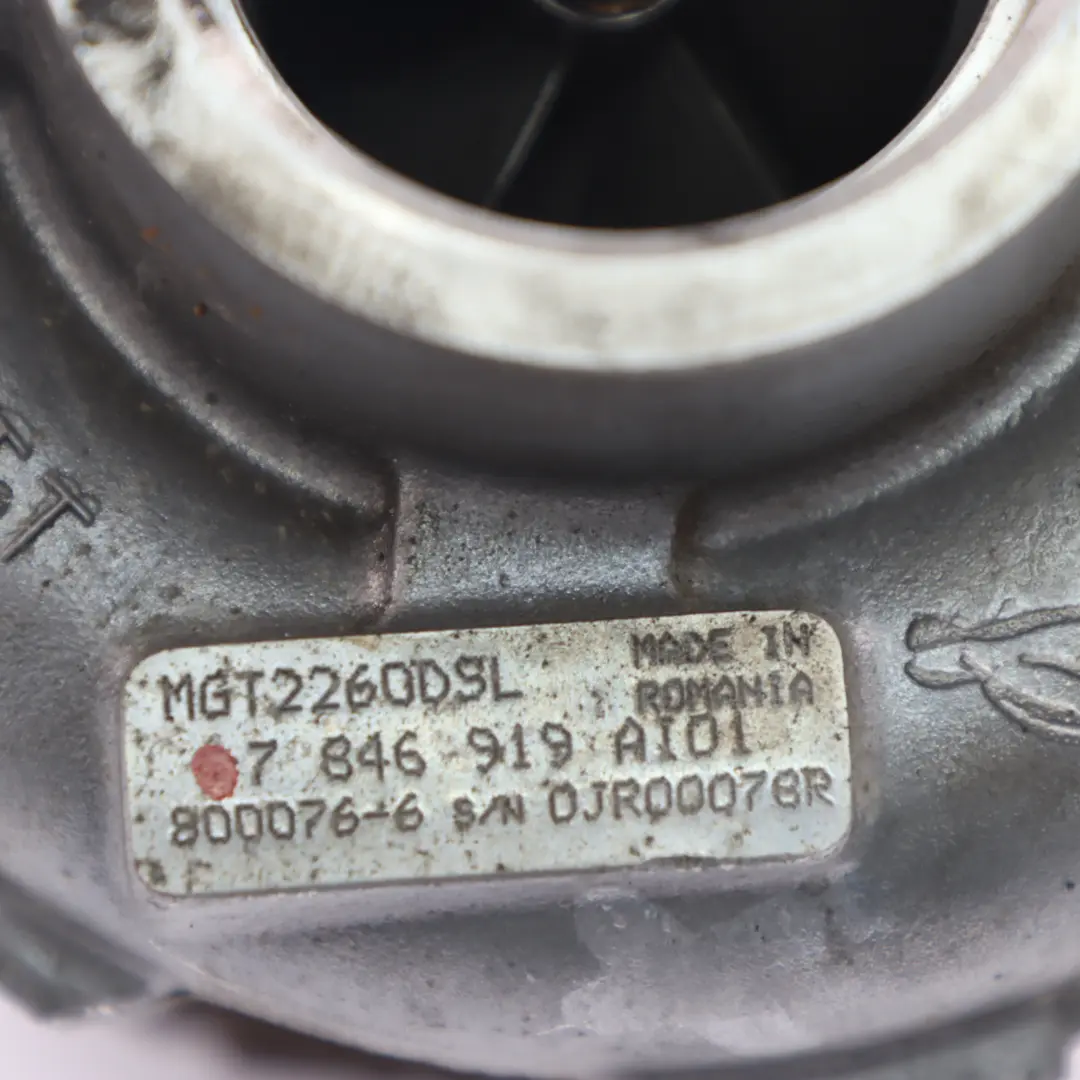 MGT2260DSL
MADE IN
ROMANIA
7 846 919 AI01
800076-6 S/N 0JR00078R